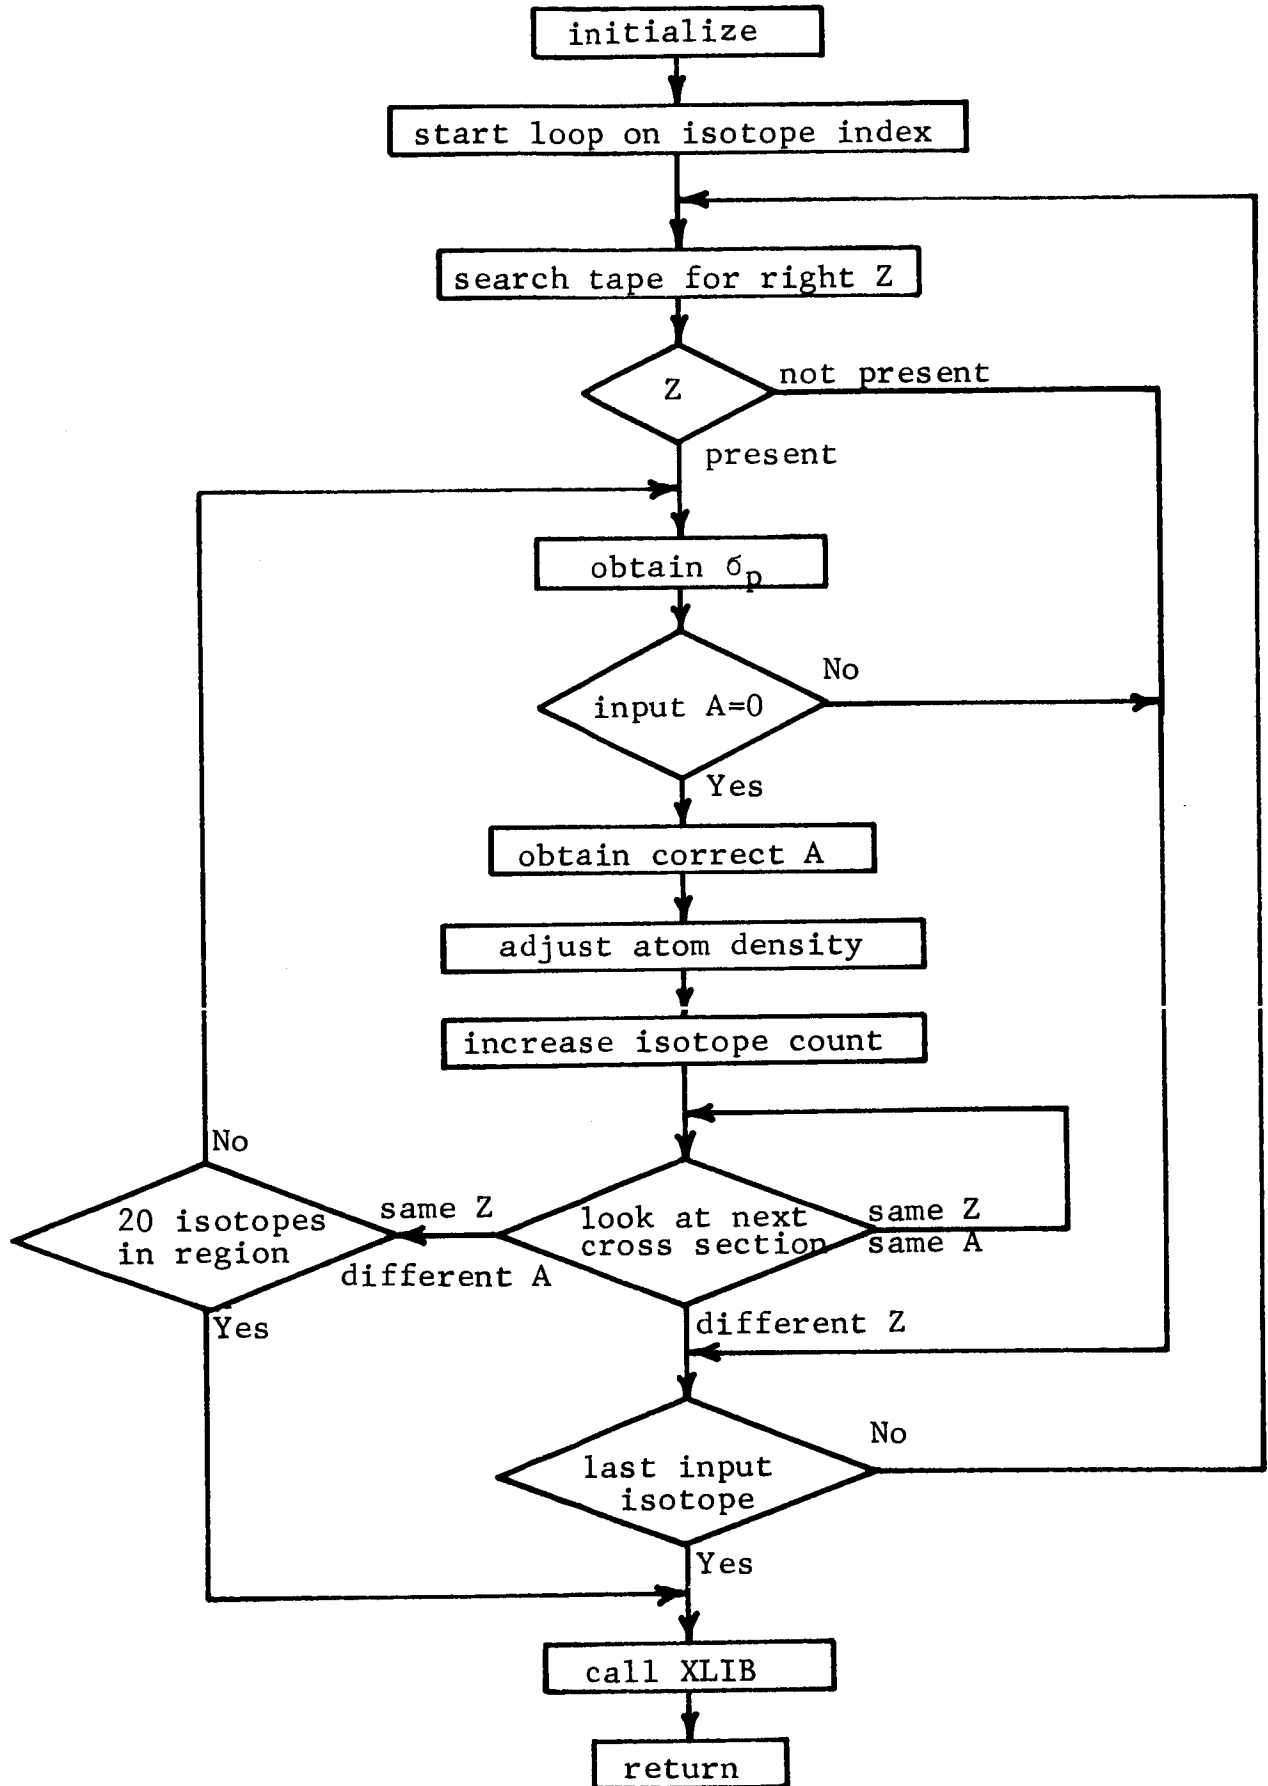 initialize
start loop on isotope index
search tape for right Z
Z
not present
present
obtain σp
input A=0
No
Yes
obtain correct A
adjust atom density
increase isotope count
No
20 isotopes
in region
Yes
same Z
different A
look at next
cross section
same Z
same A
different Z
last input
isotope
No
Yes
call XLIB
return